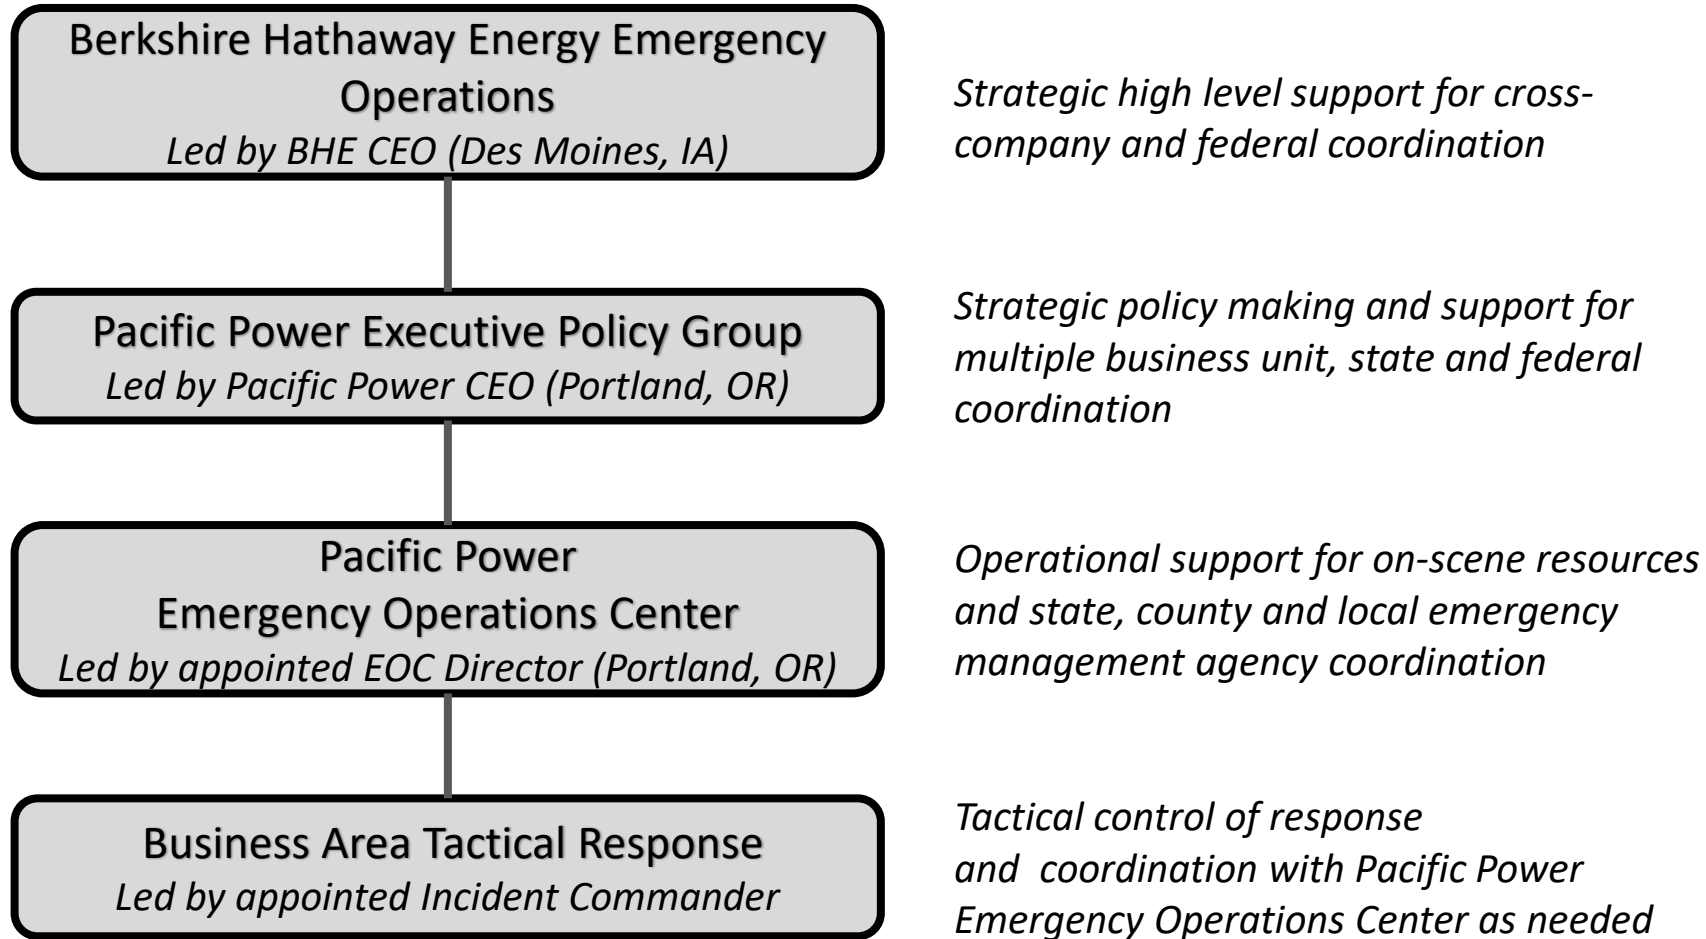 Berkshire Hathaway Energy Emergency
Operations
Led by BHE CEO (Des Moines, IA)
Strategic high level support for cross-
company and federal coordination
Pacific Power Executive Policy Group
Led by Pacific Power CEO (Portland, OR)
Strategic policy making and support for
multiple business unit, state and federal
coordination
Pacific Power
Emergency Operations Center
Led by appointed EOC Director (Portland, OR)
Operational support for on-scene resources
and state, county and local emergency
management agency coordination
Business Area Tactical Response
Led by appointed Incident Commander
Tactical control of response
and  coordination with Pacific Power
Emergency Operations Center as needed